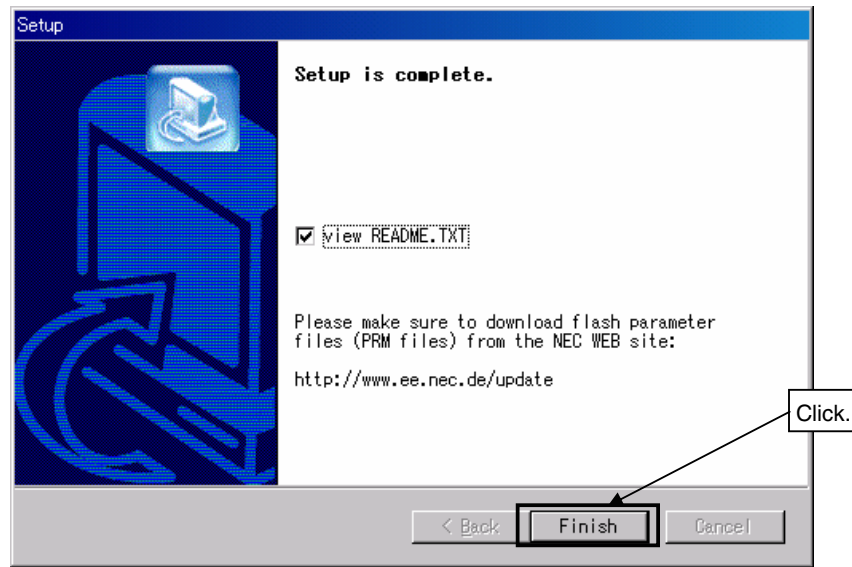 Setup
Setup is complete.
view README.TXT
Please make sure to download flash parameter
files (PRM files) from the NEC WEB site:
http://www.ee.nec.de/update
Click.
< Back
Finish
Cancel